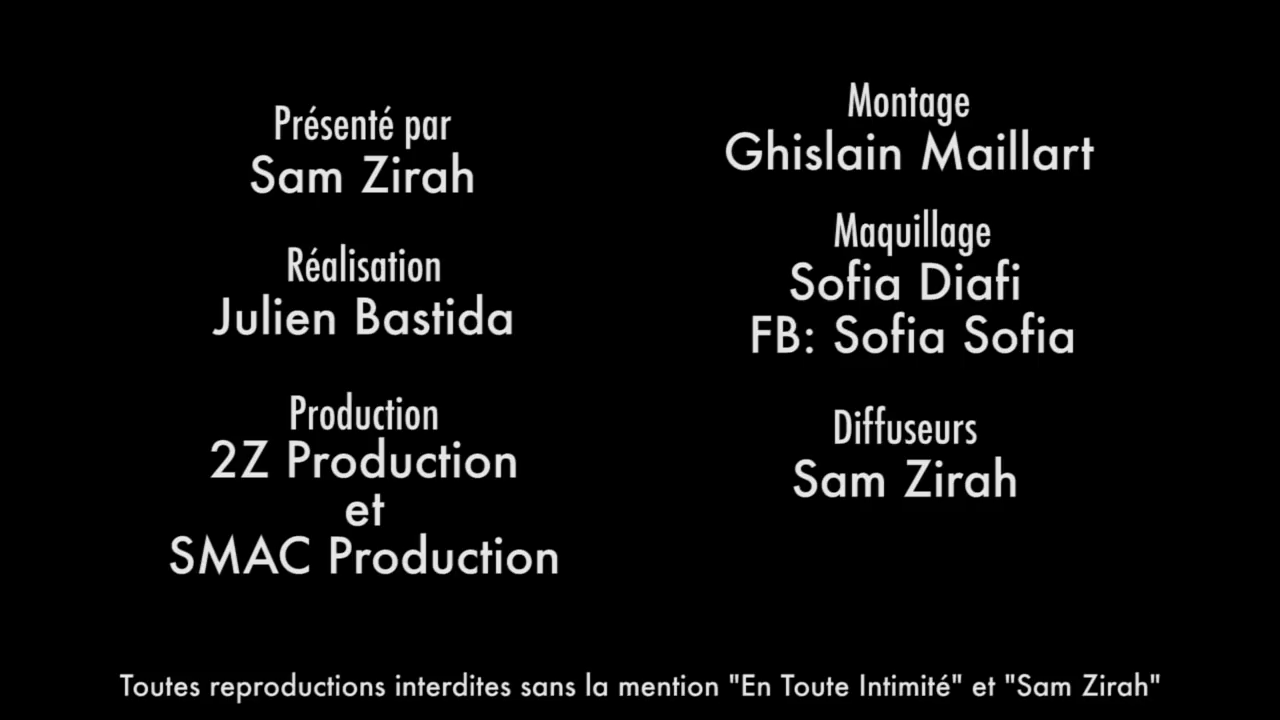 Présenté par
Sam Zirah
Réalisation
Julien Bastida
Production
2Z Production
et
SMAC Production
Montage
Ghislain Maillart
Maquillage
Sofia Diafi
FB: Sofia Sofia
Diffuseurs
Sam Zirah
Toutes reproductions interdites sans la mention "En Toute Intimité" et "Sam Zirah"